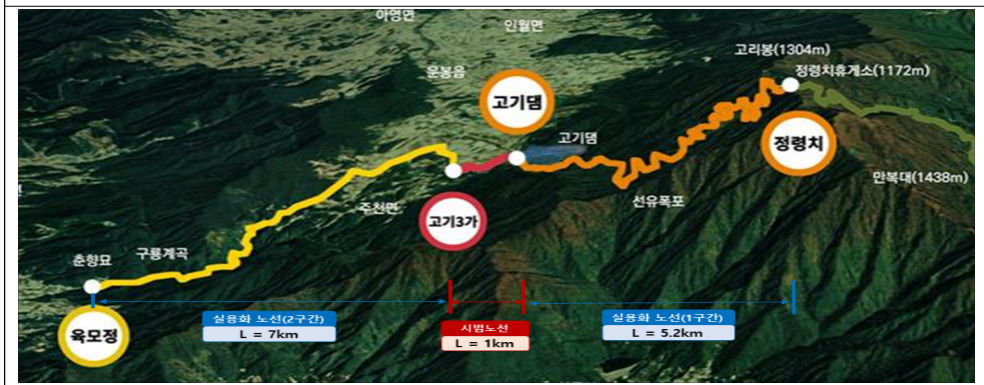 아영면
인월면
고리봉(1304m)
운봉읍
정령치휴게소(1172m)
고기댐
고기댐
정령치
만복대(1438m)
주천면
고기3가
선유폭포
춘향묘
구룡계곡
육모정
실용화 노선(2구간)
L = 7km
시범노선
L = 1km
실용화 노선(1구간)
L = 5.2km